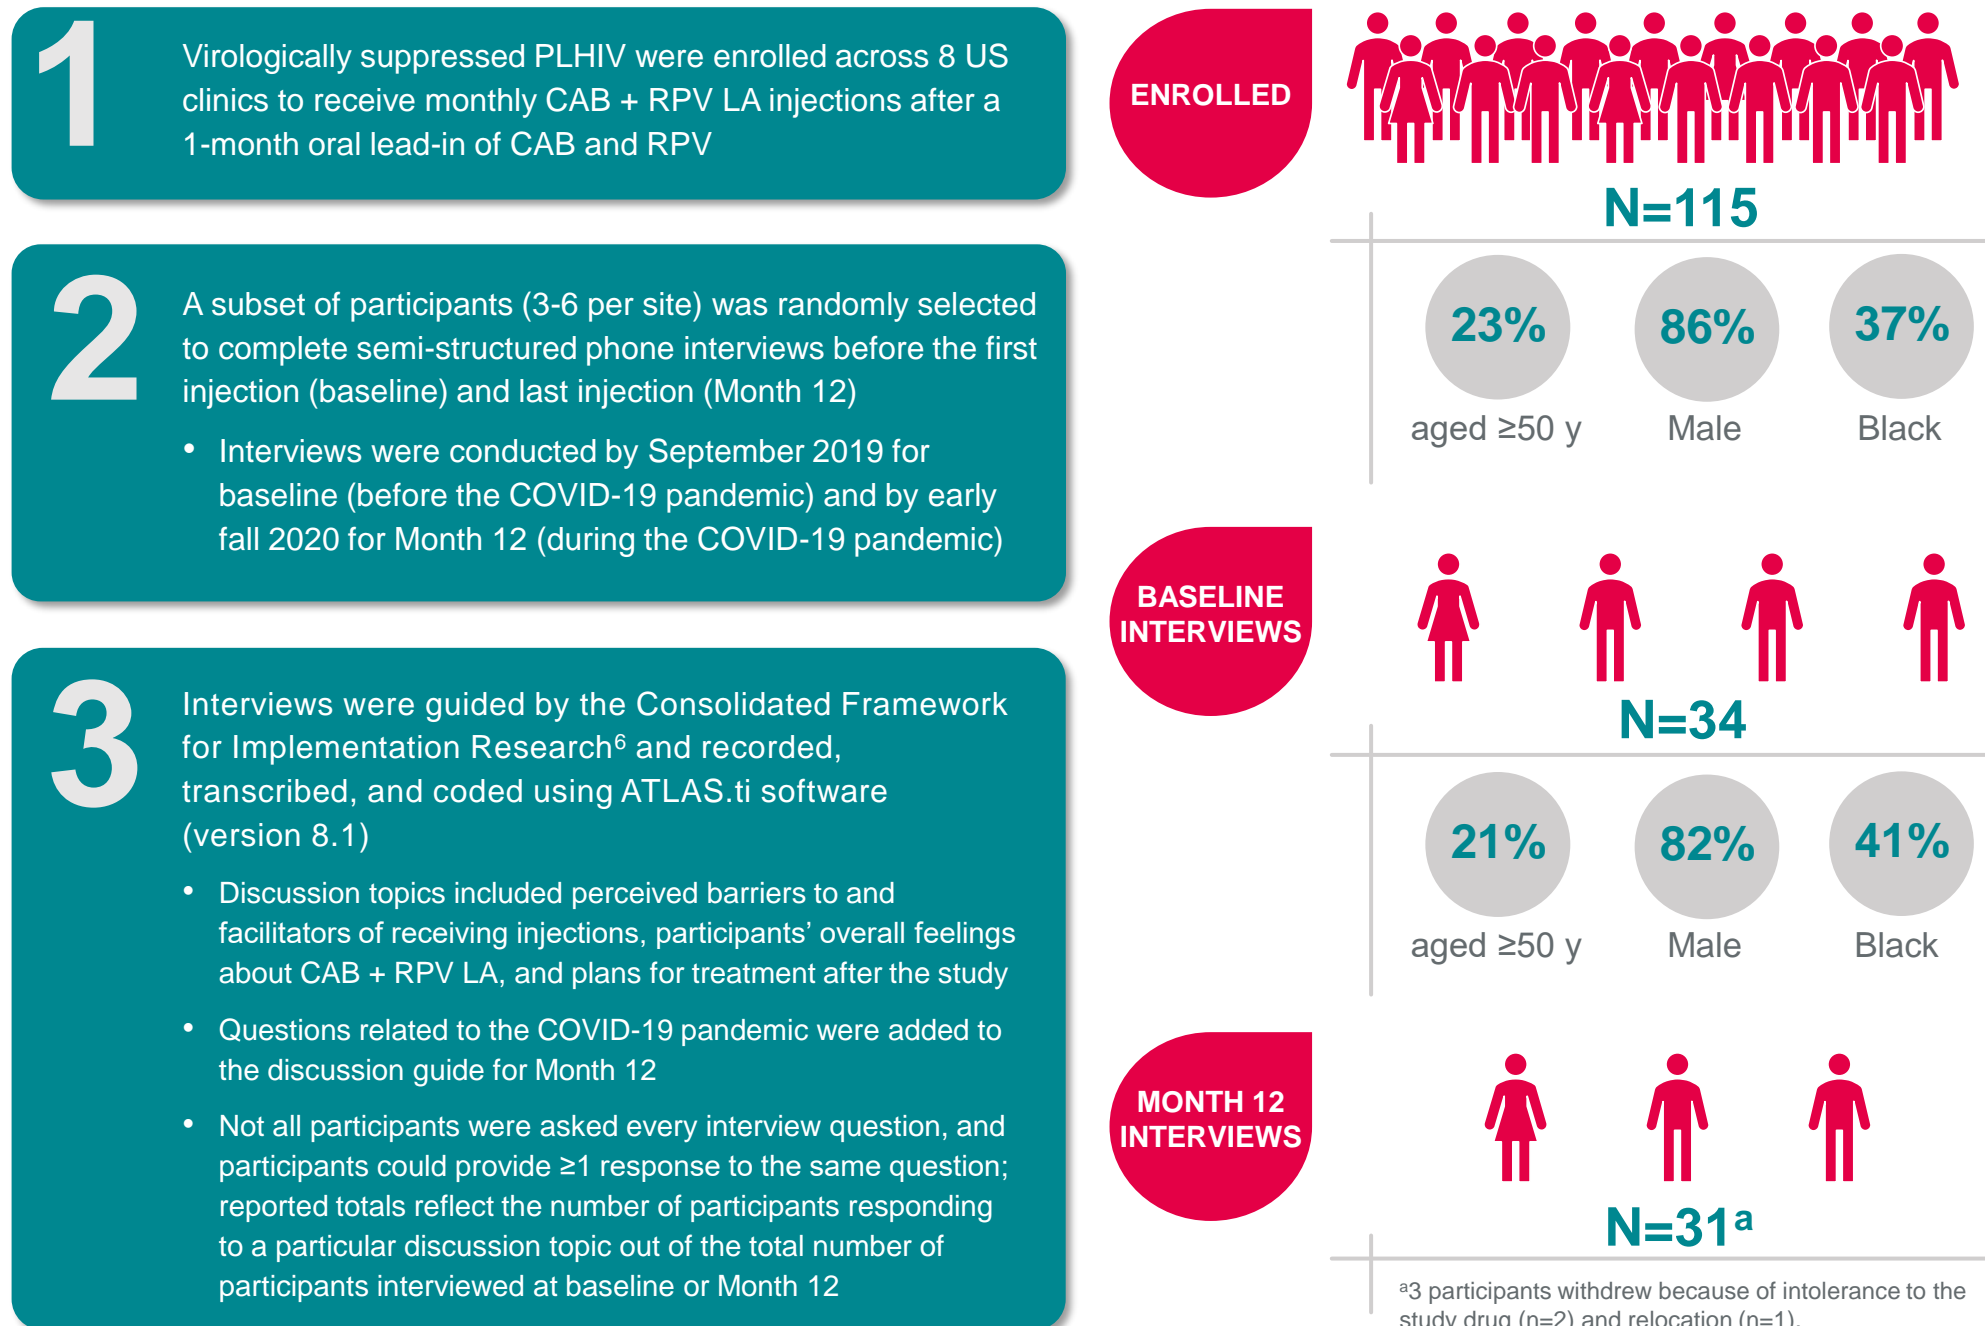 1
Virologically suppressed PLHIV were enrolled across 8 US
clinics to receive monthly CAB + RPV LA injections after a
1-month oral lead-in of CAB and RPV
2
A subset of participants (3-6 per site) was randomly selected
to complete semi-structured phone interviews before the first
injection (baseline) and last injection (Month 12)
• Interviews were conducted by September 2019 for
baseline (before the COVID-19 pandemic) and by early
fall 2020 for Month 12 (during the COVID-19 pandemic)
3
Interviews were guided by the Consolidated Framework
for Implementation Research⁶ and recorded,
transcribed, and coded using ATLAS.ti software
(version 8.1)
• Discussion topics included perceived barriers to and
facilitators of receiving injections, participants’ overall feelings
about CAB + RPV LA, and plans for treatment after the study
• Questions related to the COVID-19 pandemic were added to
the discussion guide for Month 12
• Not all participants were asked every interview question, and
participants could provide ≥1 response to the same question;
reported totals reflect the number of participants responding
to a particular discussion topic out of the total number of
participants interviewed at baseline or Month 12
ENROLLED
N=115
23% 86% 37%
aged ≥50 y Male Black
BASELINE
INTERVIEWS
N=34
21% 82% 41%
aged ≥50 y Male Black
MONTH 12
INTERVIEWS
N=31ᵃ
ᵃ3 participants withdrew because of intolerance to the
study drug (n=2) and relocation (n=1).